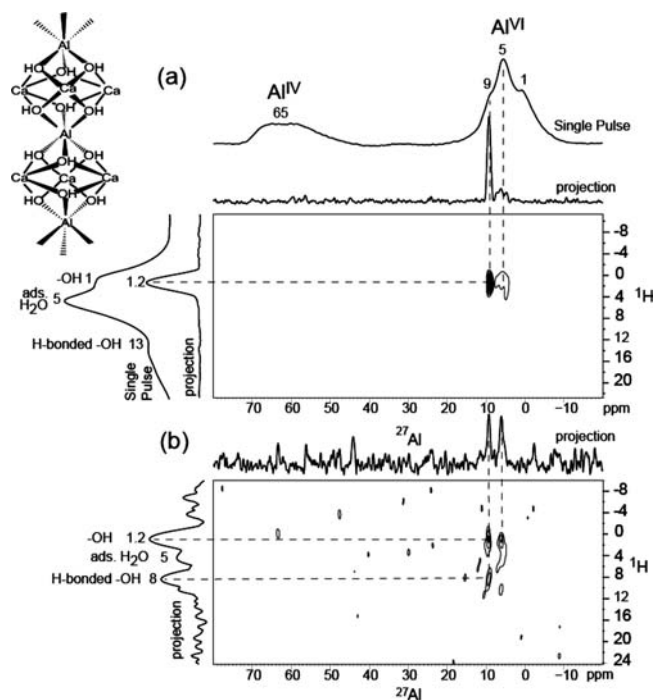 Al
HO OH OH
Ca Ca Ca
HO OH OH
Al
HO OH OH
Ca Ca Ca
HO OH OH
Al
(a)
Al^IV
65
Al^VI
5
9
1
Single Pulse
projection
-OH 1
1.2
ads. 5
H₂O
H-bonded -OH 13
Single Pulse
projection
-8
-4
0
4
¹H
8
12
16
20
70 60 50 40 30 20 10 0 -10 ppm
²⁷Al
(b)
projection
-OH 1.2
ads. H₂O 5
H-bonded -OH 8
projection
-8
-4
0
4
¹H
8
12
16
20
24
70 60 50 40 30 20 10 0 -10 ppm
²⁷Al